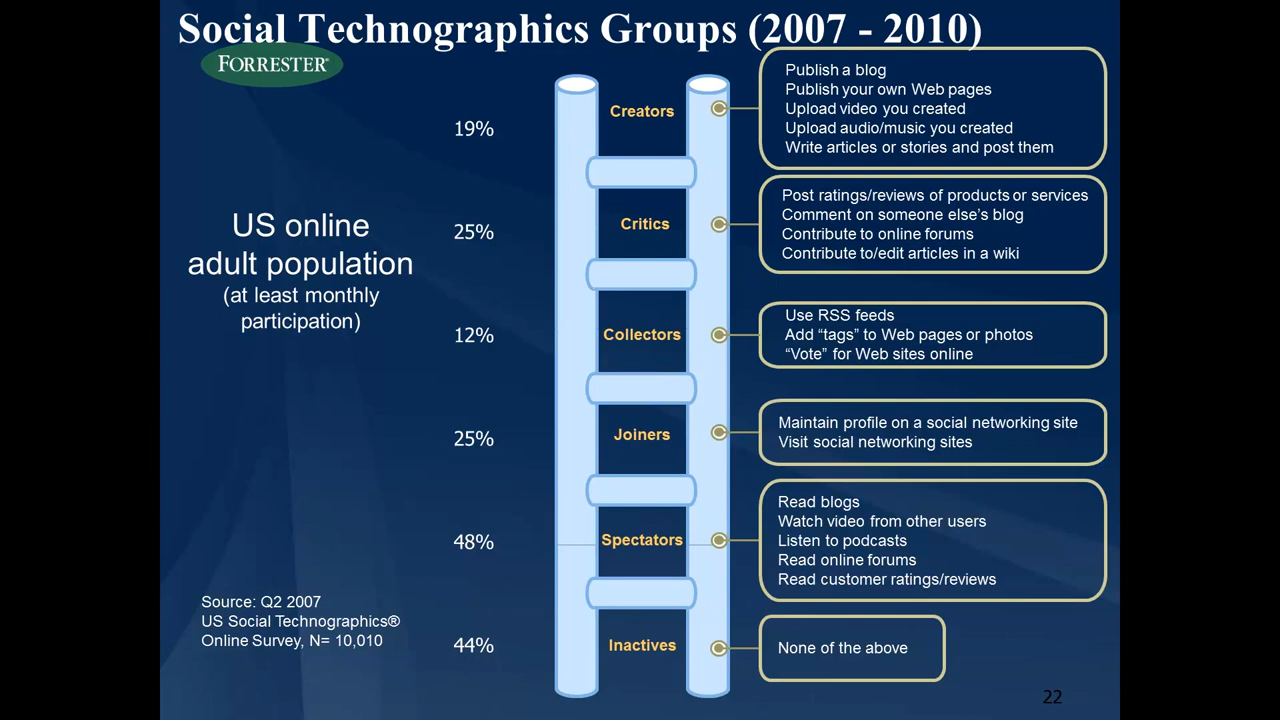 Social Technographics Groups (2007 - 2010)
FORRESTER®
US online
adult population
(at least monthly
participation)
19%
Creators
Publish a blog
Publish your own Web pages
Upload video you created
Upload audio/music you created
Write articles or stories and post them
25%
Critics
Post ratings/reviews of products or services
Comment on someone else’s blog
Contribute to online forums
Contribute to/edit articles in a wiki
12%
Collectors
Use RSS feeds
Add “tags” to Web pages or photos
“Vote” for Web sites online
25%
Joiners
Maintain profile on a social networking site
Visit social networking sites
48%
Spectators
Read blogs
Watch video from other users
Listen to podcasts
Read online forums
Read customer ratings/reviews
44%
Inactives
None of the above
Source: Q2 2007
US Social Technographics®
Online Survey, N= 10,010
22